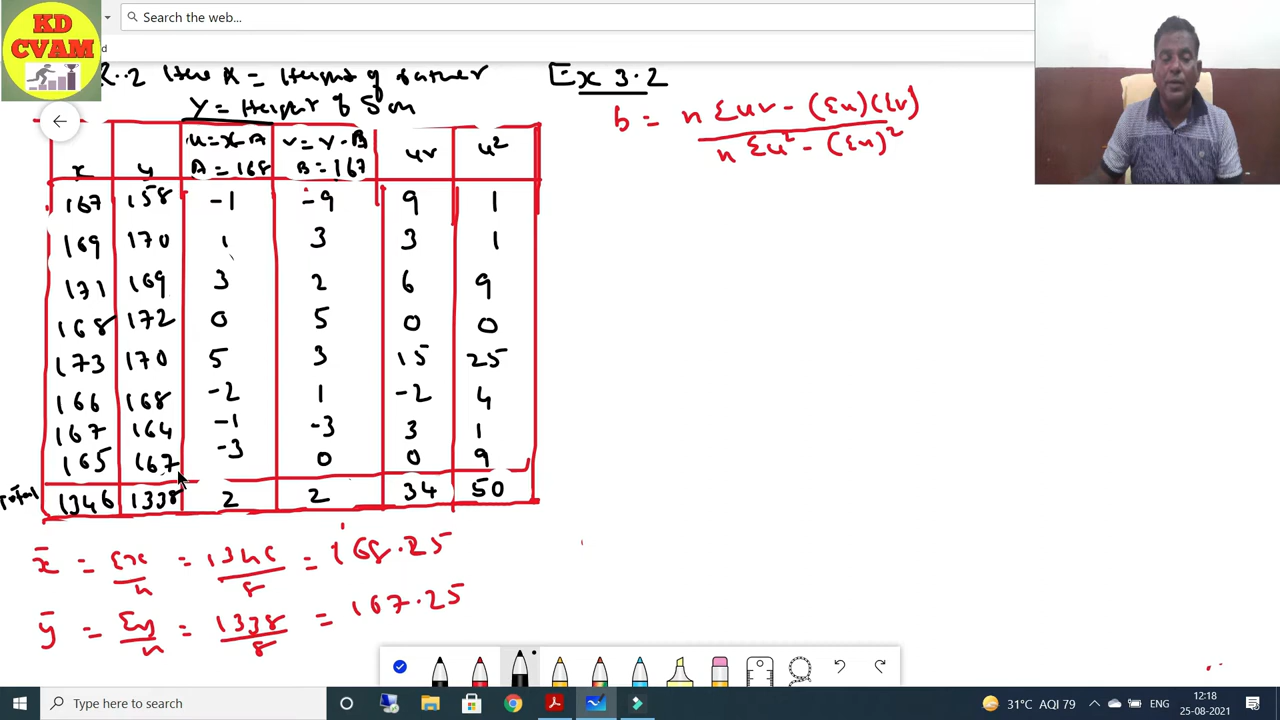 KD
CVAM
Search the web...
d
2 Here X = Height of Father
Y = Height of Son
Ex 3.2
b = n Σuv - (Σu)(Σv)
n Σu² - (Σu)²
x y u = x-A A = 168 v = Y-B B = 167 uv u²
167 158 -1 -9 9 1
169 170 1 3 3 1
171 169 3 2 6 9
168 172 0 5 0 0
173 170 5 3 15 25
166 168 -2 1 -2 4
167 164 -1 -3 3 1
165 167 -3 0 0 9
Total 1346 1338 2 2 34 50
x̄ = Σx/n = 1346/8 = 168.25
ȳ = Σy/n = 1338/8 = 167.25
Type here to search
31°C AQI 79
ENG
12:18
25-08-2021